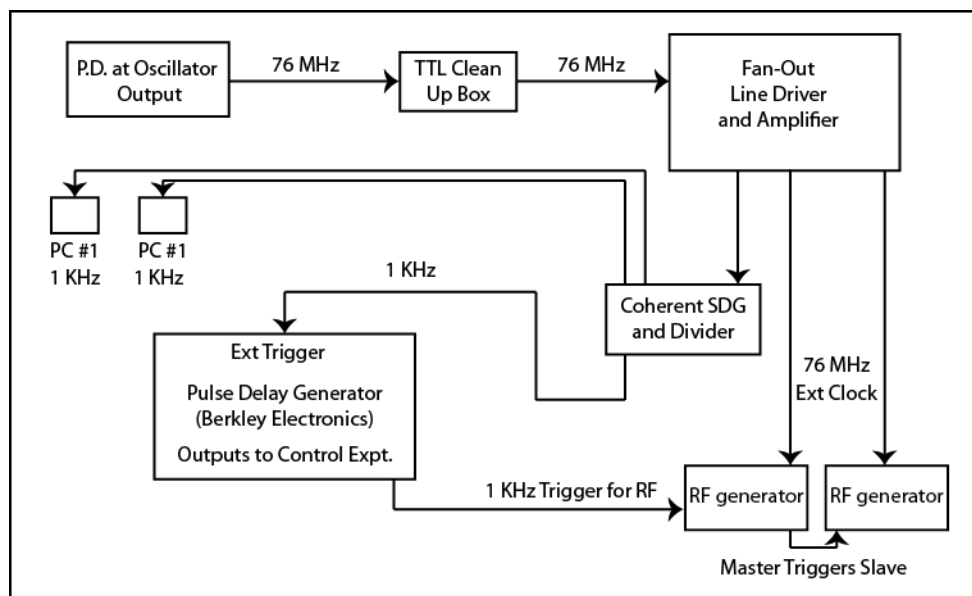 P.D. at Oscillator
Output
76 MHz
TTL Clean
Up Box
76 MHz
Fan-Out
Line Driver
and Amplifier
PC #1
1 KHz
PC #1
1 KHz
1 KHz
Coherent SDG
and Divider
Ext Trigger
Pulse Delay Generator
(Berkley Electronics)
Outputs to Control Expt.
76 MHz
Ext Clock
1 KHz Trigger for RF
RF generator
RF generator
Master Triggers Slave